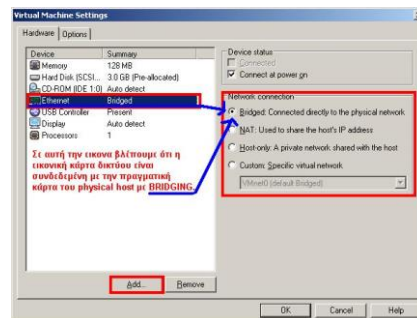 Virtual Machine Settings
Hardware
Options
Device Summary
Memory 128 MB
Hard Disk (SCSI... 3.0 GB (Pre-allocated)
CD-ROM (IDE 1:0) Auto detect
Ethernet Bridged
USB Controller Present
Display Auto detect
Processors 1
Σε αυτή την εικονα βλέπουμε ότι η
εικονική κάρτα δικτύου είναι
συνδεδεμένη με την πραγματική
κάρτα του physical host με BRIDGING.
Add... Remove
Device status
Connected
Connect at power on
Network connection
Bridged: Connected directly to the physical network
NAT: Used to share the host's IP address
Host-only: A private network shared with the host
Custom: Specific virtual network
VMnet0 (default Bridged)
OK Cancel Help